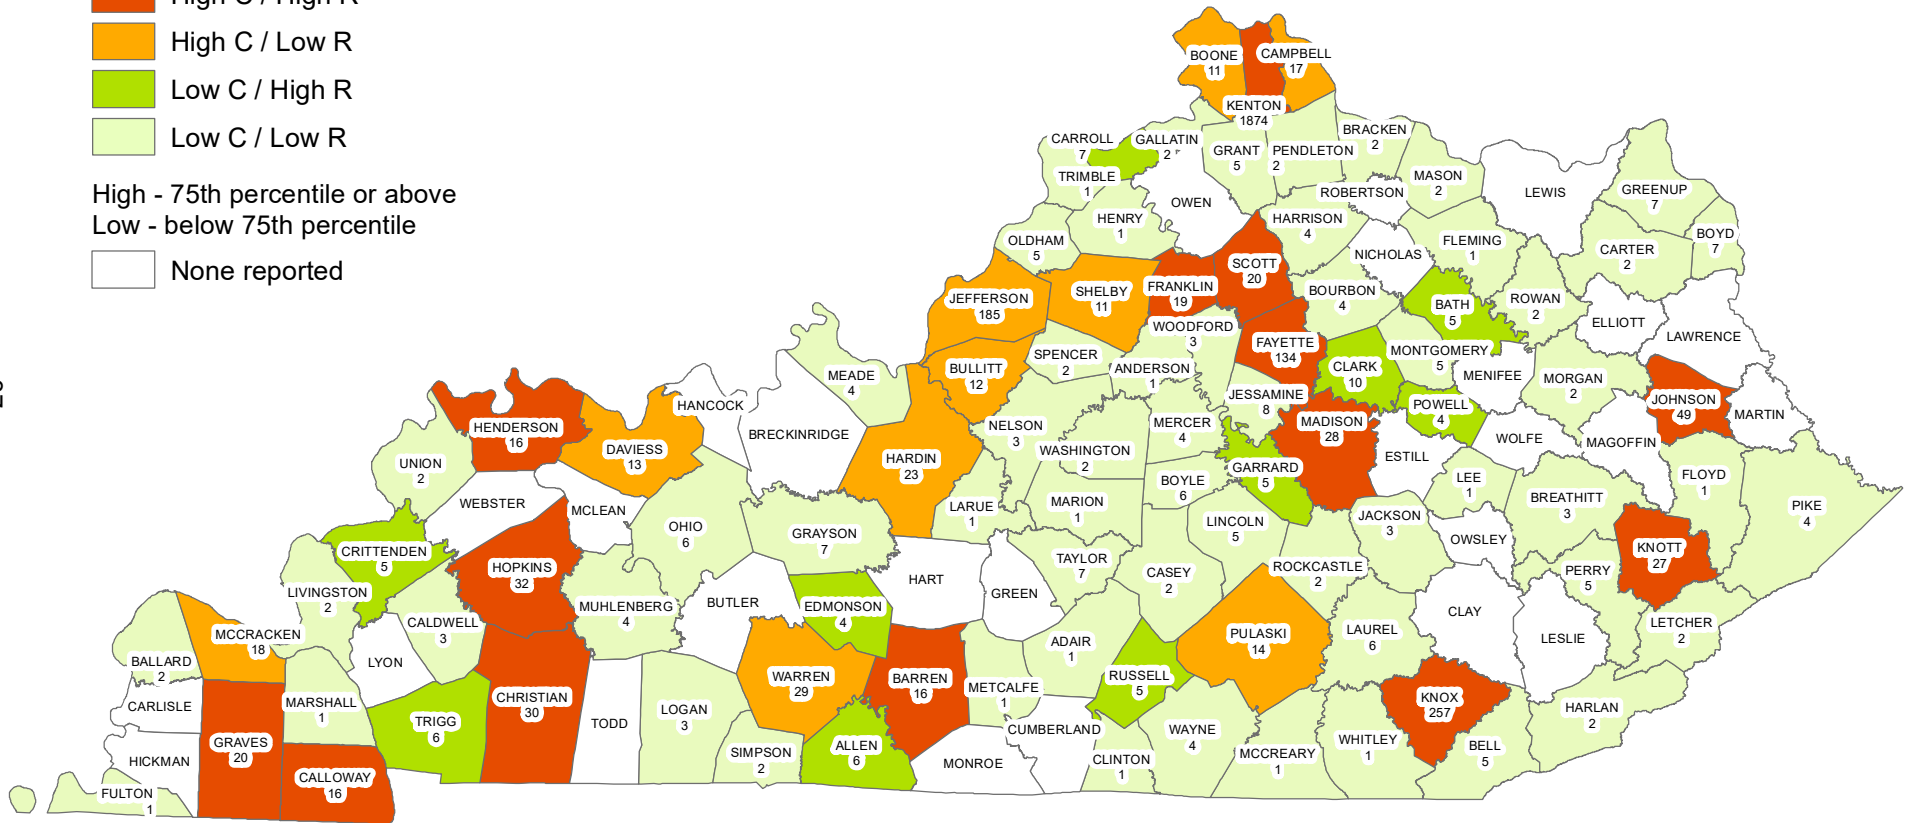 High C / High R
High C / Low R
Low C / High R
Low C / Low R
High - 75th percentile or above
Low - below 75th percentile
None reported
BOONE
11
CAMPBELL
17
KENTON
1874
CARROLL
7
GALLATIN
2
GRANT
5
PENDLETON
2
BRACKEN
2
TRIMBLE
1
MASON
2
ROBERTSON
LEWIS
GREENUP
7
OWEN
HENRY
1
HARRISON
4
OLDHAM
5
FLEMING
1
BOYD
7
CARTER
2
NICHOLAS
SCOTT
20
JEFFERSON
185
SHELBY
11
FRANKLIN
19
BOURBON
4
BATH
5
ROWAN
2
ELLIOTT
LAWRENCE
WOODFORD
3
FAYETTE
134
SPENCER
2
ANDERSON
1
CLARK
10
MONTGOMERY
5
MENIFEE
MORGAN
2
BULLITT
12
MEADE
4
JESSAMINE
8
POWELL
4
JOHNSON
49
MARTIN
HANCOCK
BRECKINRIDGE
HENDERSON
16
DAVIESS
13
NELSON
3
MERCER
4
MADISON
28
WOLFE
MAGOFFIN
UNION
2
HARDIN
23
WASHINGTON
2
GARRARD
5
ESTILL
LEE
1
FLOYD
1
BOYLE
6
WEBSTER
MCLEAN
LARUE
1
MARION
1
BREATHITT
3
PIKE
4
OHIO
6
GRAYSON
7
LINCOLN
5
JACKSON
3
OWSLEY
KNOTT
27
CRITTENDEN
5
HOPKINS
32
TAYLOR
7
CASEY
2
ROCKCASTLE
2
PERRY
5
HART
GREEN
LIVINGSTON
2
MUHLENBERG
4
BUTLER
EDMONSON
4
CLAY
LESLIE
LETCHER
2
CALDWELL
3
MCCRACKEN
18
PULASKI
14
LAUREL
6
ADAIR
1
BALLARD
2
LYON
WARREN
29
BARREN
16
METCALFE
1
RUSSELL
5
KNOX
257
CARLISLE
MARSHALL
1
TRIGG
6
CHRISTIAN
30
TODD
LOGAN
3
CUMBERLAND
WAYNE
4
HARLAN
2
GRAVES
20
HICKMAN
SIMPSON
2
ALLEN
6
MONROE
CLINTON
1
MCCREARY
1
WHITLEY
1
BELL
5
CALLOWAY
16
FULTON
1